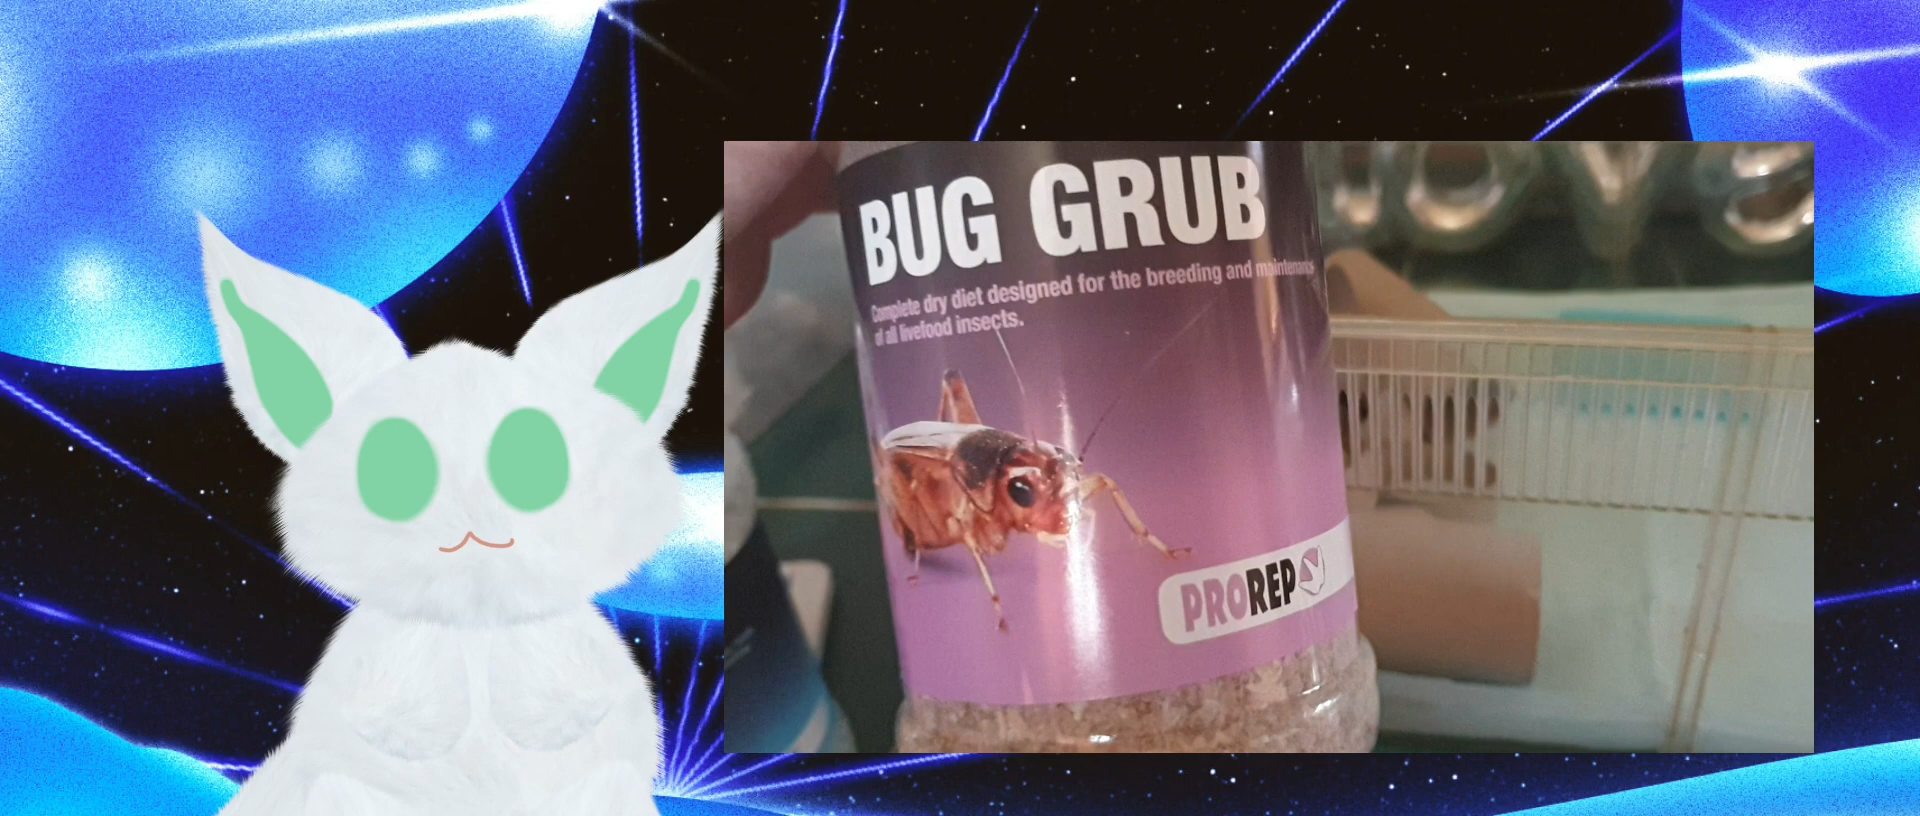 BUG GRUB
Complete dry diet designed for the breeding and maintenance
of all livefood insects.
PROREP